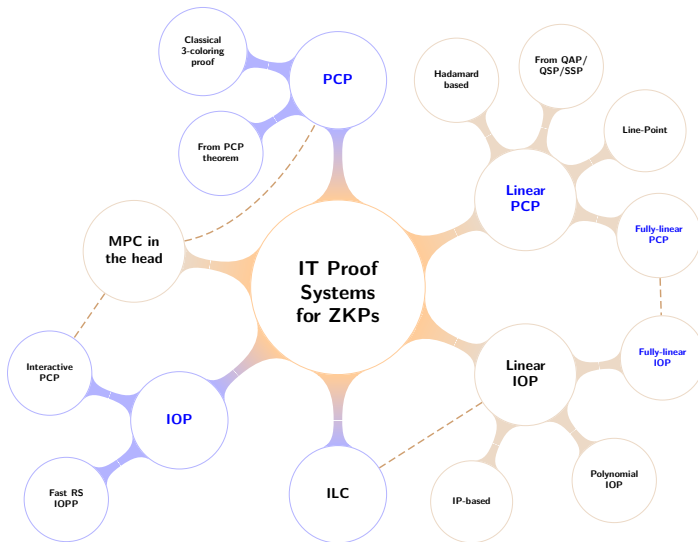 Classical
3-coloring
proof
PCP
From PCP
theorem
Hadamard
based
From QAP/
QSP/SSP
Line-Point
Linear
PCP
Fully-linear
PCP
MPC in
the head
IT Proof
Systems
for ZKPs
Interactive
PCP
IOP
Fast RS
IOPP
ILC
Linear
IOP
Fully-linear
IOP
Polynomial
IOP
IP-based